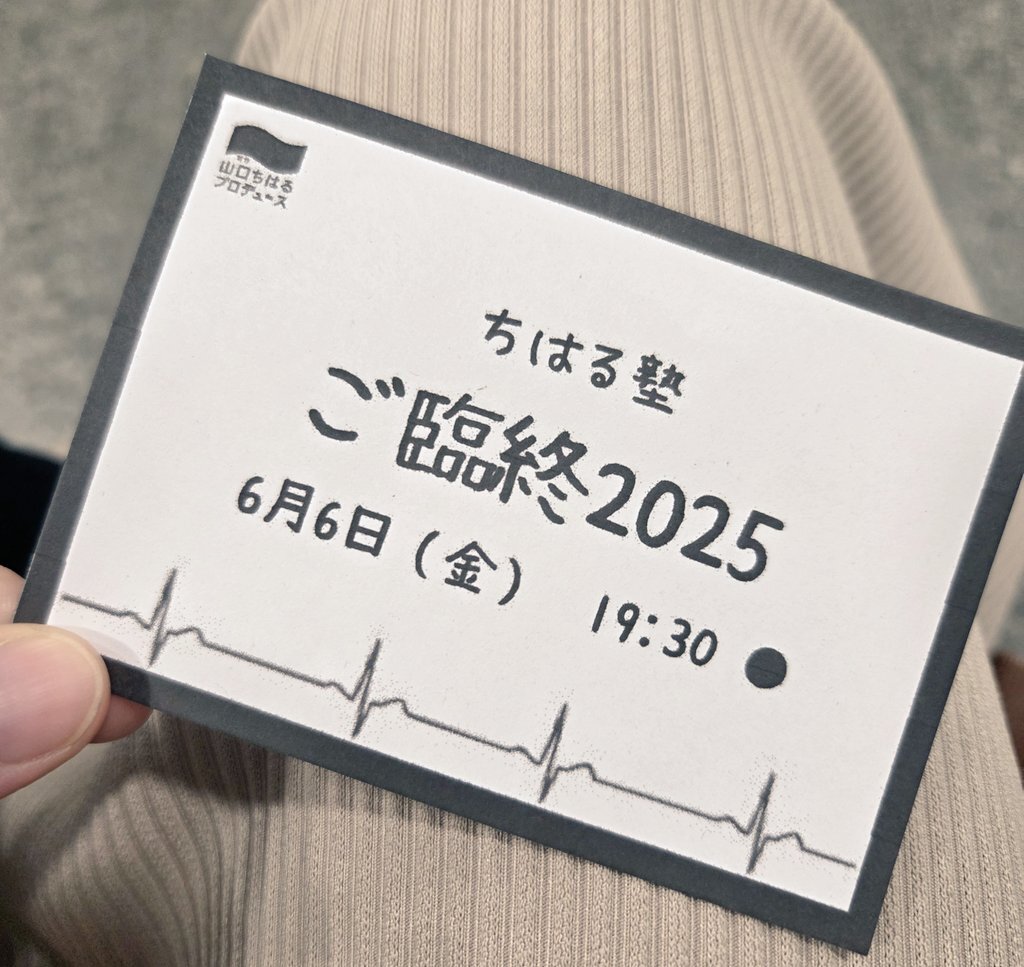 山口ちはる
プロデュース
ちはる塾
ご臨終2025
6月6日（金） 19:30 ●